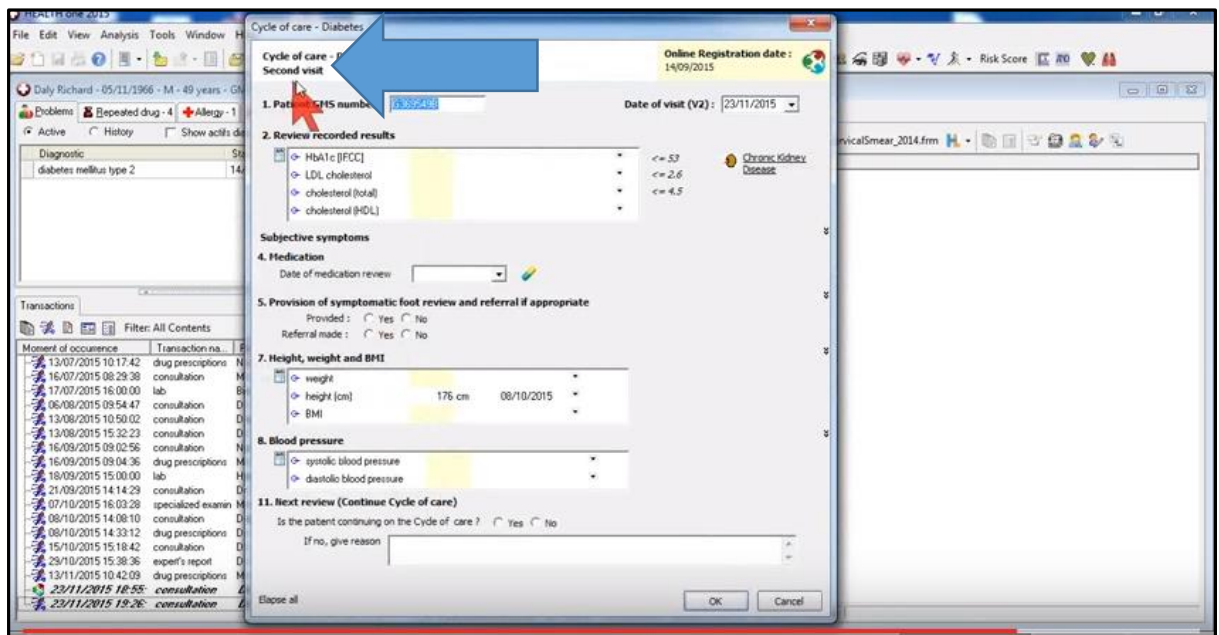 HEALTH one 2015
File Edit View Analysis Tools Window H
Risk Score
Daly Richard - 05/11/1966 - M - 49 years - GM
Problems Repeated drug - 4 Allergy - 1
Active History Show actifs
Diagnostic
diabetes mellitus type 2 14/
Transactions
Filter: All Contents
Moment of occurrence Transaction na...
13/07/2015 10:17:42 drug prescriptions N
16/07/2015 08:29:38 consultation M
17/07/2015 16:00:00 lab
06/08/2015 09:54:47 consultation D
13/08/2015 10:50:02 consultation D
13/08/2015 15:32:23 consultation D
16/09/2015 09:02:56 consultation N
16/09/2015 09:04:36 drug prescriptions M
18/09/2015 15:00:00 lab H
21/09/2015 14:14:29 consultation
07/10/2015 16:03:28 specialized examin M
08/10/2015 14:08:10 consultation D
08/10/2015 14:33:12 drug prescriptions D
15/10/2015 15:18:42 consultation D
29/10/2015 15:38:36 expert's report D
13/11/2015 10:42:09 drug prescriptions M
23/11/2015 18:55: consultation
23/11/2015 19:26: consultation
Cycle of care - Diabetes
Cycle of care -
Second visit
Online Registration date :
14/09/2015
1. Patient GMS number
Date of visit (V2) : 23/11/2015
2. Review recorded results
HbA1c [IFCC] <= 53
LDL cholesterol <= 2.6
cholesterol (total) <= 4.5
cholesterol (HDL)
Chronic Kidney
Disease
Subjective symptoms
4. Medication
Date of medication review
5. Provision of symptomatic foot review and referral if appropriate
Provided : Yes No
Referral made : Yes No
7. Height, weight and BMI
weight
height (cm) 176 cm 08/10/2015
BMI
8. Blood pressure
systolic blood pressure
diastolic blood pressure
11. Next review (Continue Cycle of care)
Is the patient continuing on the Cycle of care ? Yes No
If no, give reason
Elapse all
OK Cancel
rvicalSmear_2014.frm